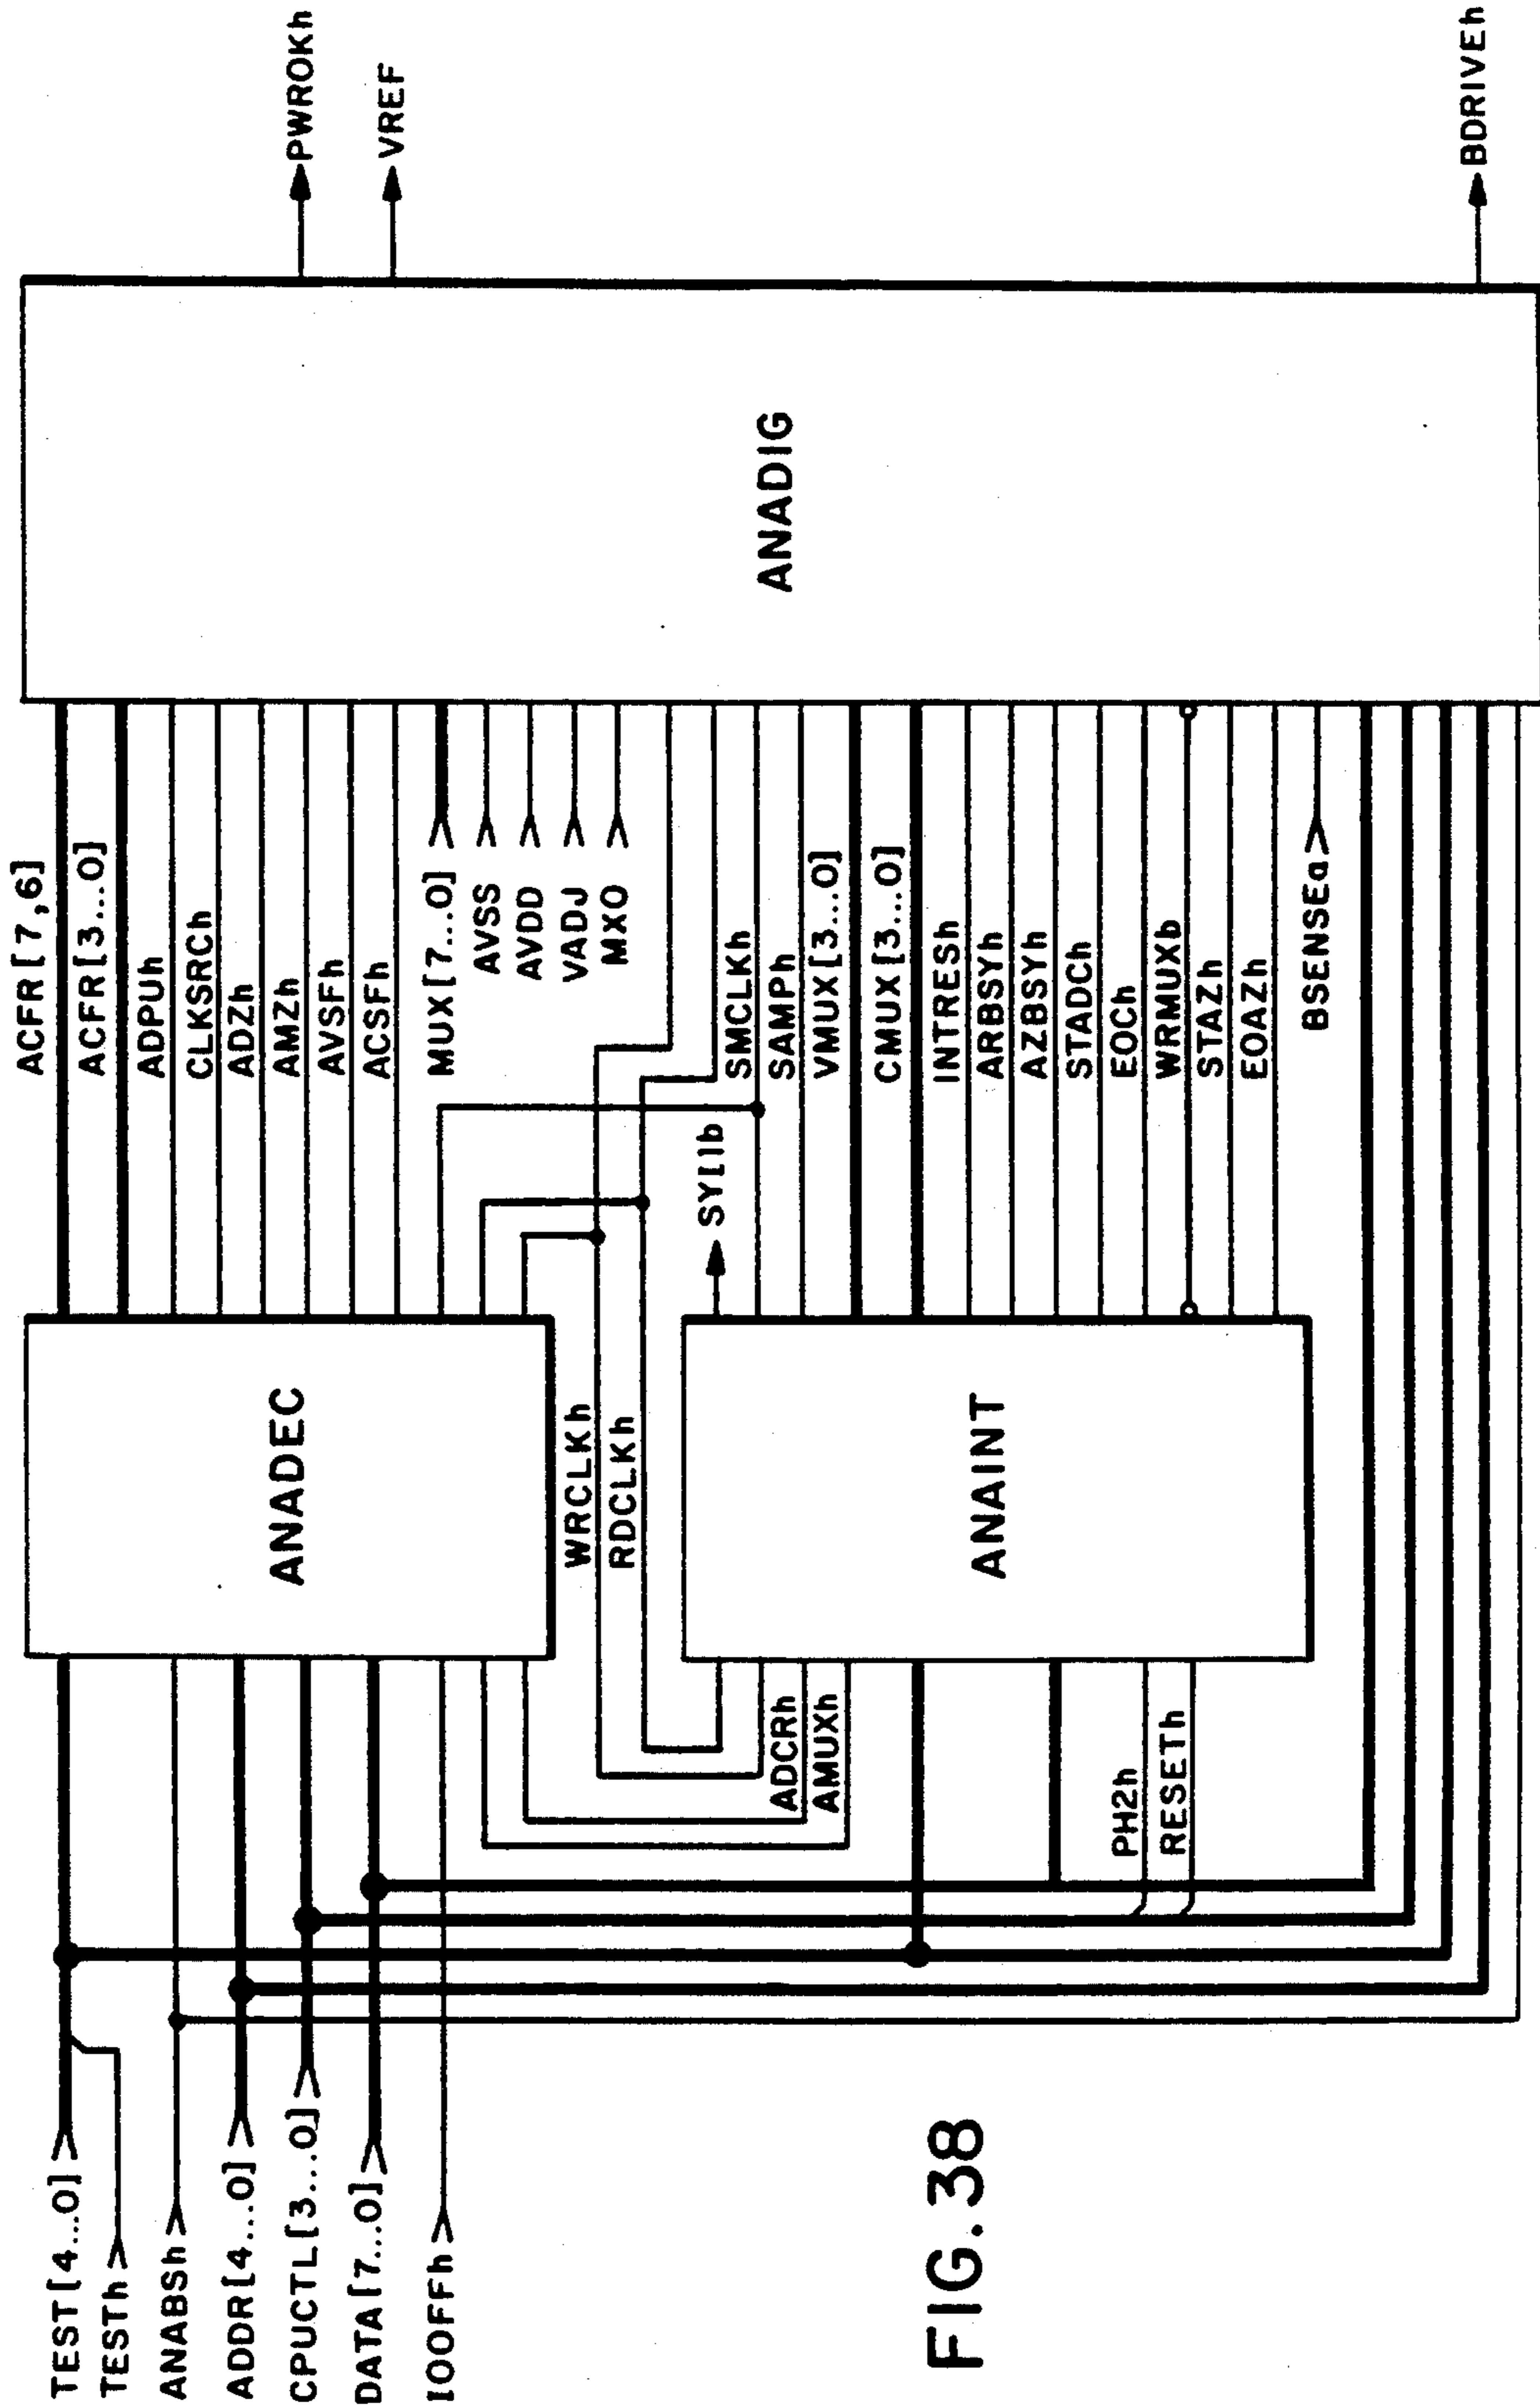 TEST[4...0]
TESTh
ANABSh
ADDR[4...0]
CPUCTL[3...0]
DATA[7...0]
IOOFFh
ANADEC
WRCLKh
RDCLKh
ADCRh
AMUXh
PH2h
RESETh
ANAINT
ACFR[7,6]
ACFR[3...0]
ADPUh
CLKSRCh
ADZh
AMZh
AVSFh
ACSFh
MUX[7...0]
AVSS
AVDD
VADJ
MXO
SY[]b
SMCLKh
SAMPh
VMUX[3...0]
CMUX[3...0]
INTRESh
ARBSYh
AZBSYh
STADCh
EOCh
WRMUXb
STAZh
EOAZh
BSENSEa
ANADIG
PWROKh
VREF
BDRIVEh
FIG. 38